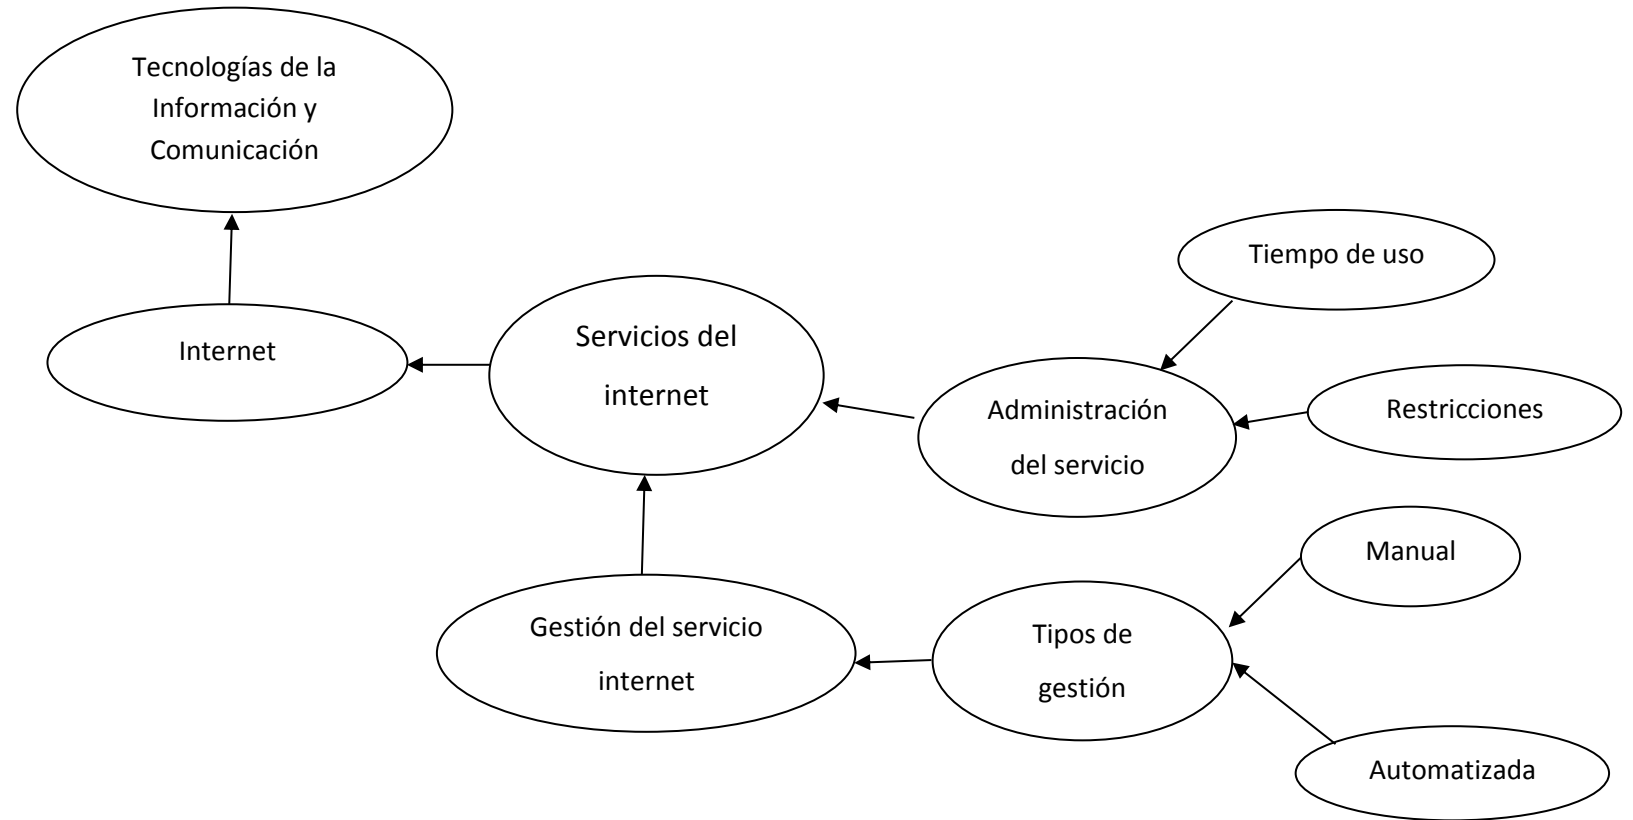 Tecnologías de la
Información y
Comunicación
Tiempo de uso
Servicios del
internet
Internet
Administración
del servicio
Restricciones
Manual
Gestión del servicio
internet
Tipos de
gestión
Automatizada